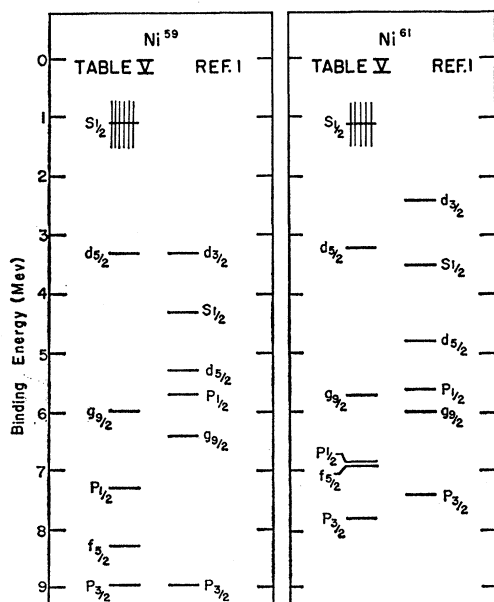 Ni59 Ni61
TABLE V REF. 1 TABLE V REF.1
Binding Energy (Mev)
0
1
2
3
4
5
6
7
8
9
S1/2
d5/2
g9/2
P1/2
f5/2
P3/2
d3/2
S1/2
d5/2
P1/2
g9/2
P3/2
S1/2
d5/2
g9/2
P1/2
f5/2
P3/2
d3/2
S1/2
d5/2
P1/2
g9/2
P3/2